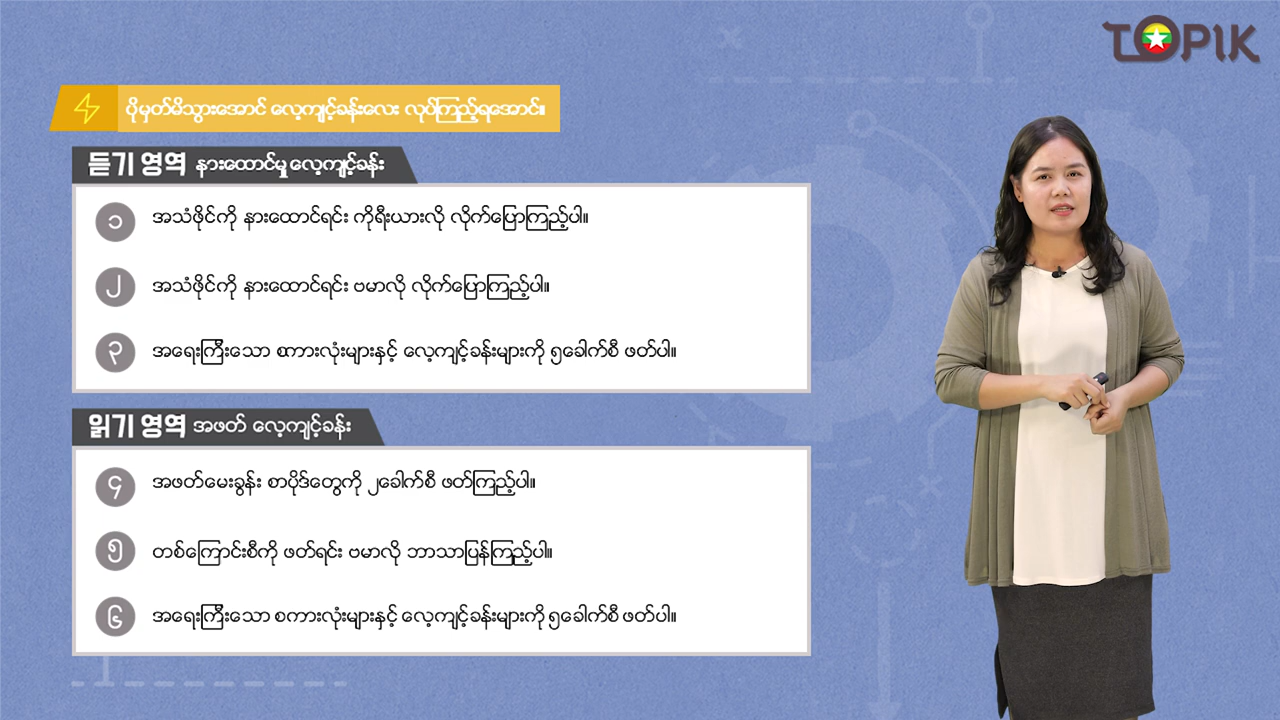 TOPIK
ပိုမှတ်မိသွားအောင် လေ့ကျင့်ခန်းလေး လုပ်ကြည့်ရအောင်။
듣기 영역 နားထောင်မှု လေ့ကျင့်ခန်း
၁ အသံဖိုင်ကို နားထောင်ရင်း ကိုရီးယားလို လိုက်ပြောကြည့်ပါ။
၂ အသံဖိုင်ကို နားထောင်ရင်း ဗမာလို လိုက်ပြောကြည့်ပါ။
၃ အရေးကြီးသော စကားလုံးများနှင့် လေ့ကျင့်ခန်းများကို ၅ခေါက်စီ ဖတ်ပါ။
읽기 영역 အဖတ် လေ့ကျင့်ခန်း
၄ အဖတ်မေးခွန်း စာပိုဒ်တွေကို ၂ခေါက်စီ ဖတ်ကြည့်ပါ။
၅ တစ်ကြောင်းစီကို ဖတ်ရင်း ဗမာလို ဘာသာပြန်ကြည့်ပါ။
၆ အရေးကြီးသော စကားလုံးများနှင့် လေ့ကျင့်ခန်းများကို ၅ခေါက်စီ ဖတ်ပါ။